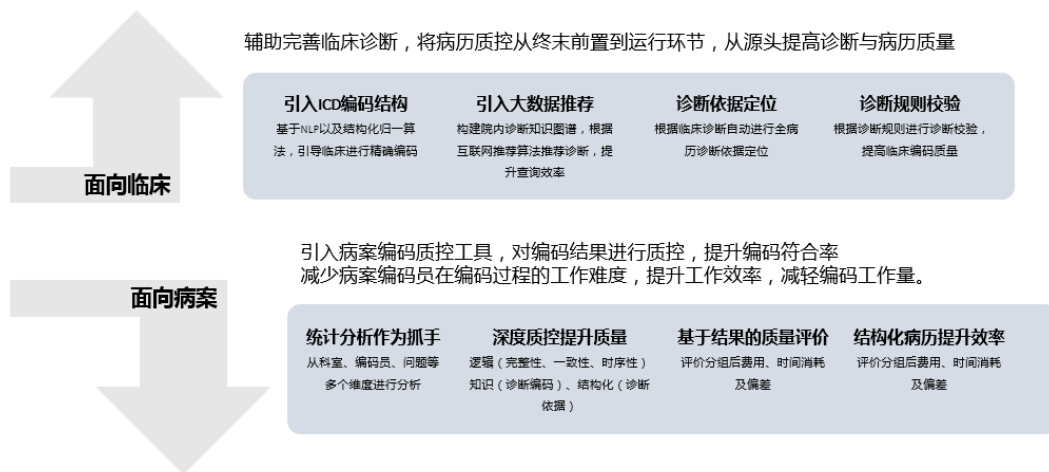 辅助完善临床诊断，将病历质控从终末前置到运行环节，从源头提高诊断与病历质量
引入ICD编码结构
基于NLP以及结构化归一算
法，引导临床进行精确编码
引入大数据推荐
构建院内诊断知识图谱，根据
互联网推荐算法推荐诊断，提
升查询效率
诊断依据定位
根据临床诊断自动进行全病
历诊断依据定位
诊断规则校验
根据诊断规则进行诊断校验，
提高临床编码质量
面向临床
引入病案编码质控工具，对编码结果进行质控，提升编码符合率
减少病案编码员在编码过程的工作难度，提升工作效率，减轻编码工作量。
面向病案
统计分析作为抓手
从科室、编码员、问题等
多个维度进行分析
深度质控提升质量
逻辑（完整性、一致性、时序性）
知识（诊断编码）、结构化（诊断
依据）
基于结果的质量评价
评价分组后费用、时间消耗
及偏差
结构化病历提升效率
评价分组后费用、时间消耗
及偏差